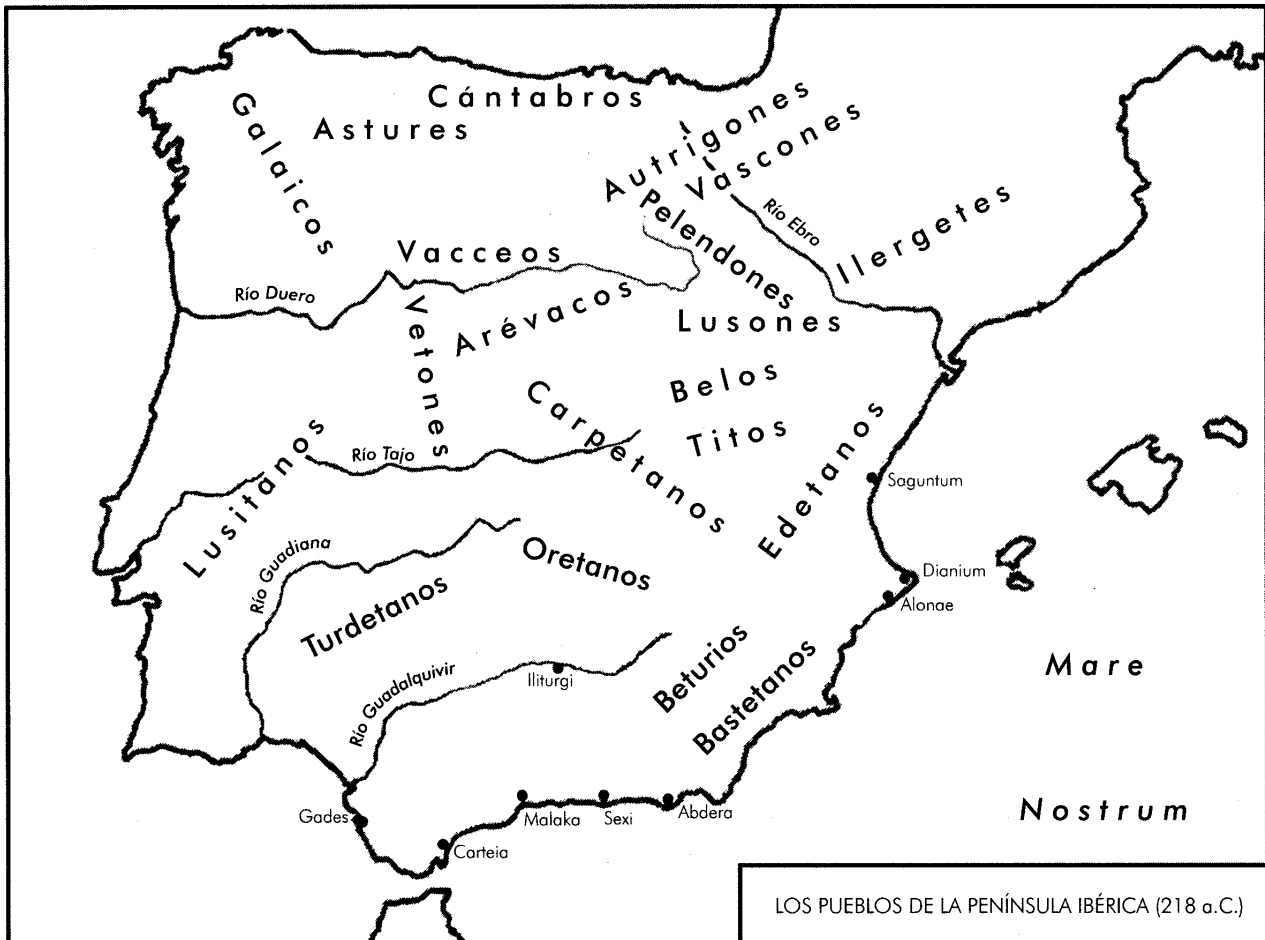 Cántabros
Astures
Galaicos
Autrigones
Vascones
Pelendones
Río Ebro
Ilergetes
Vacceos
Río Duero
Vetones
Arévacos
Lusones
Belos
Carpetanos
Titos
Río Tajo
Lusitanos
Edetanos
Saguntum
Río Guadiana
Oretanos
Dianium
Alonae
Turdetanos
Beturios
Bastetanos
Iliturgi
Río Guadalquivir
Mare
Nostrum
Gades
Malaka
Sexi
Abdera
Carteia
LOS PUEBLOS DE LA PENÍNSULA IBÉRICA (218 a.C.)